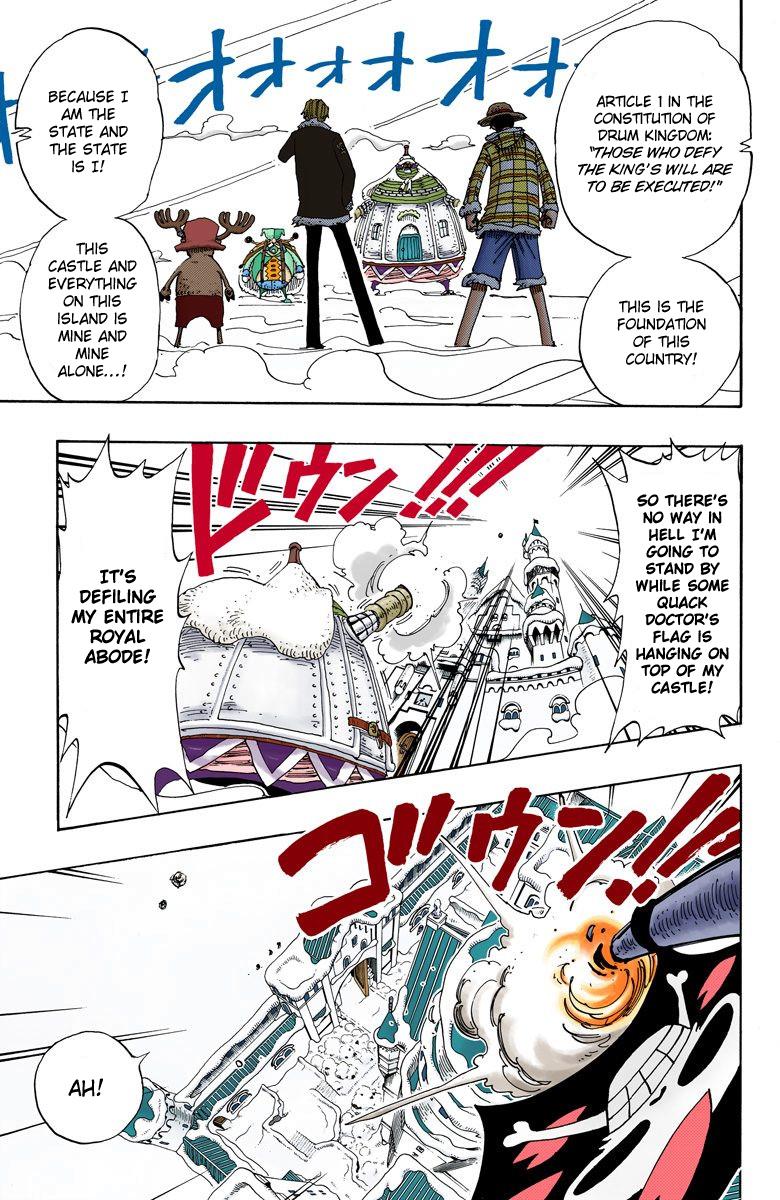 ARTICLE 1 IN THE
CONSTITUTION OF
DRUM KINGDOM:
"THOSE WHO DEFY
THE KING'S WILL ARE
TO BE EXECUTED!"
THIS IS THE
FOUNDATION
OF THIS
COUNTRY!
オオオオオオオ
BECAUSE I
AM THE
STATE AND
THE STATE
IS I!
THIS
CASTLE AND
EVERYTHING
ON THIS
ISLAND IS
MINE AND
MINE
ALONE...!
SO THERE'S
NO WAY IN
HELL I'M
GOING TO
STAND BY
WHILE SOME
QUACK
DOCTOR'S
FLAG IS
HANGING ON
TOP OF MY
CASTLE!
ドウン!!!
IT'S
DEFILING
MY ENTIRE
ROYAL
ABODE!
ゴウン!!!
AH!